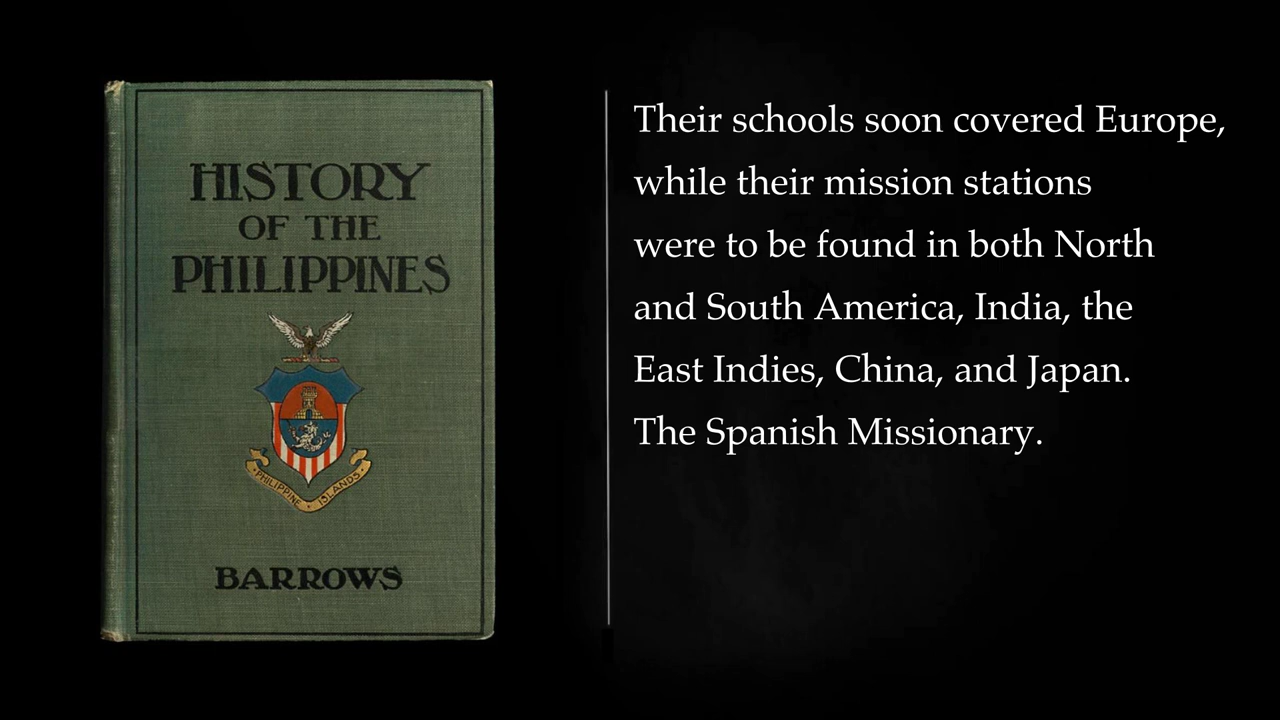 HISTORY
OF THE
PHILIPPINES
PHILIPPINE ISLANDS
BARROWS
Their schools soon covered Europe,
while their mission stations
were to be found in both North
and South America, India, the
East Indies, China, and Japan.
The Spanish Missionary.